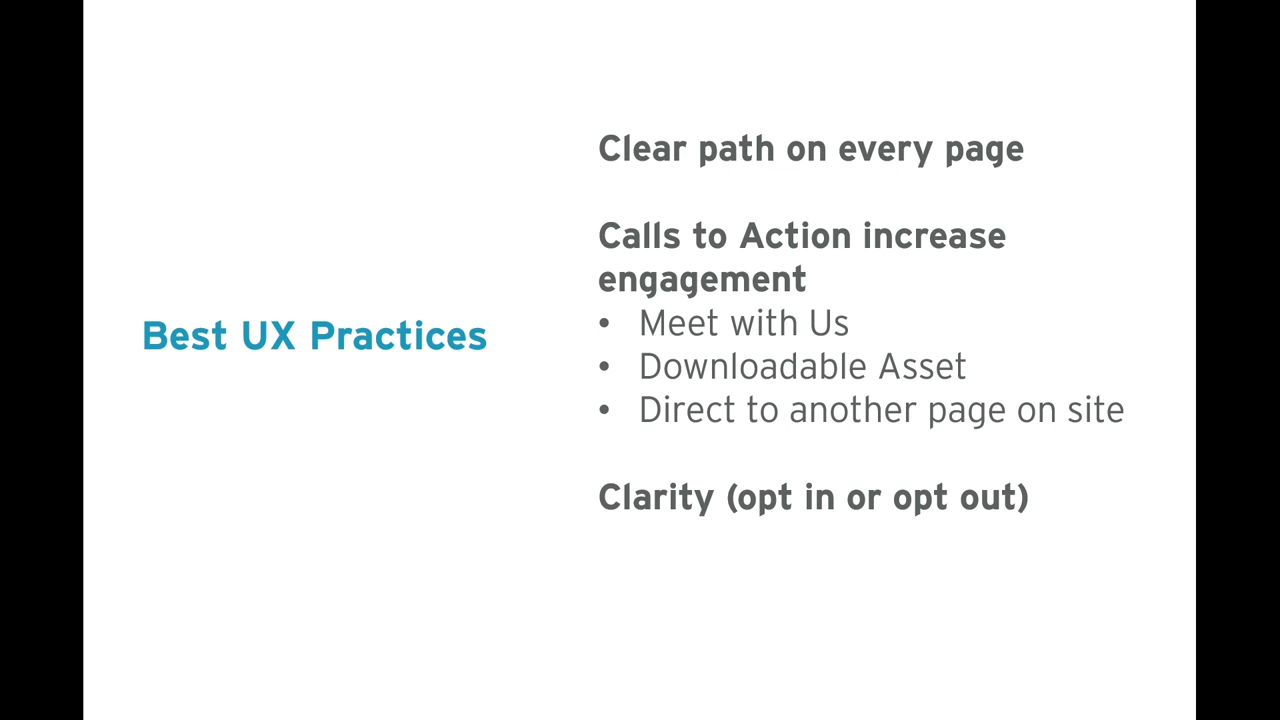 Best UX Practices
Clear path on every page
Calls to Action increase
engagement
• Meet with Us
• Downloadable Asset
• Direct to another page on site
Clarity (opt in or opt out)